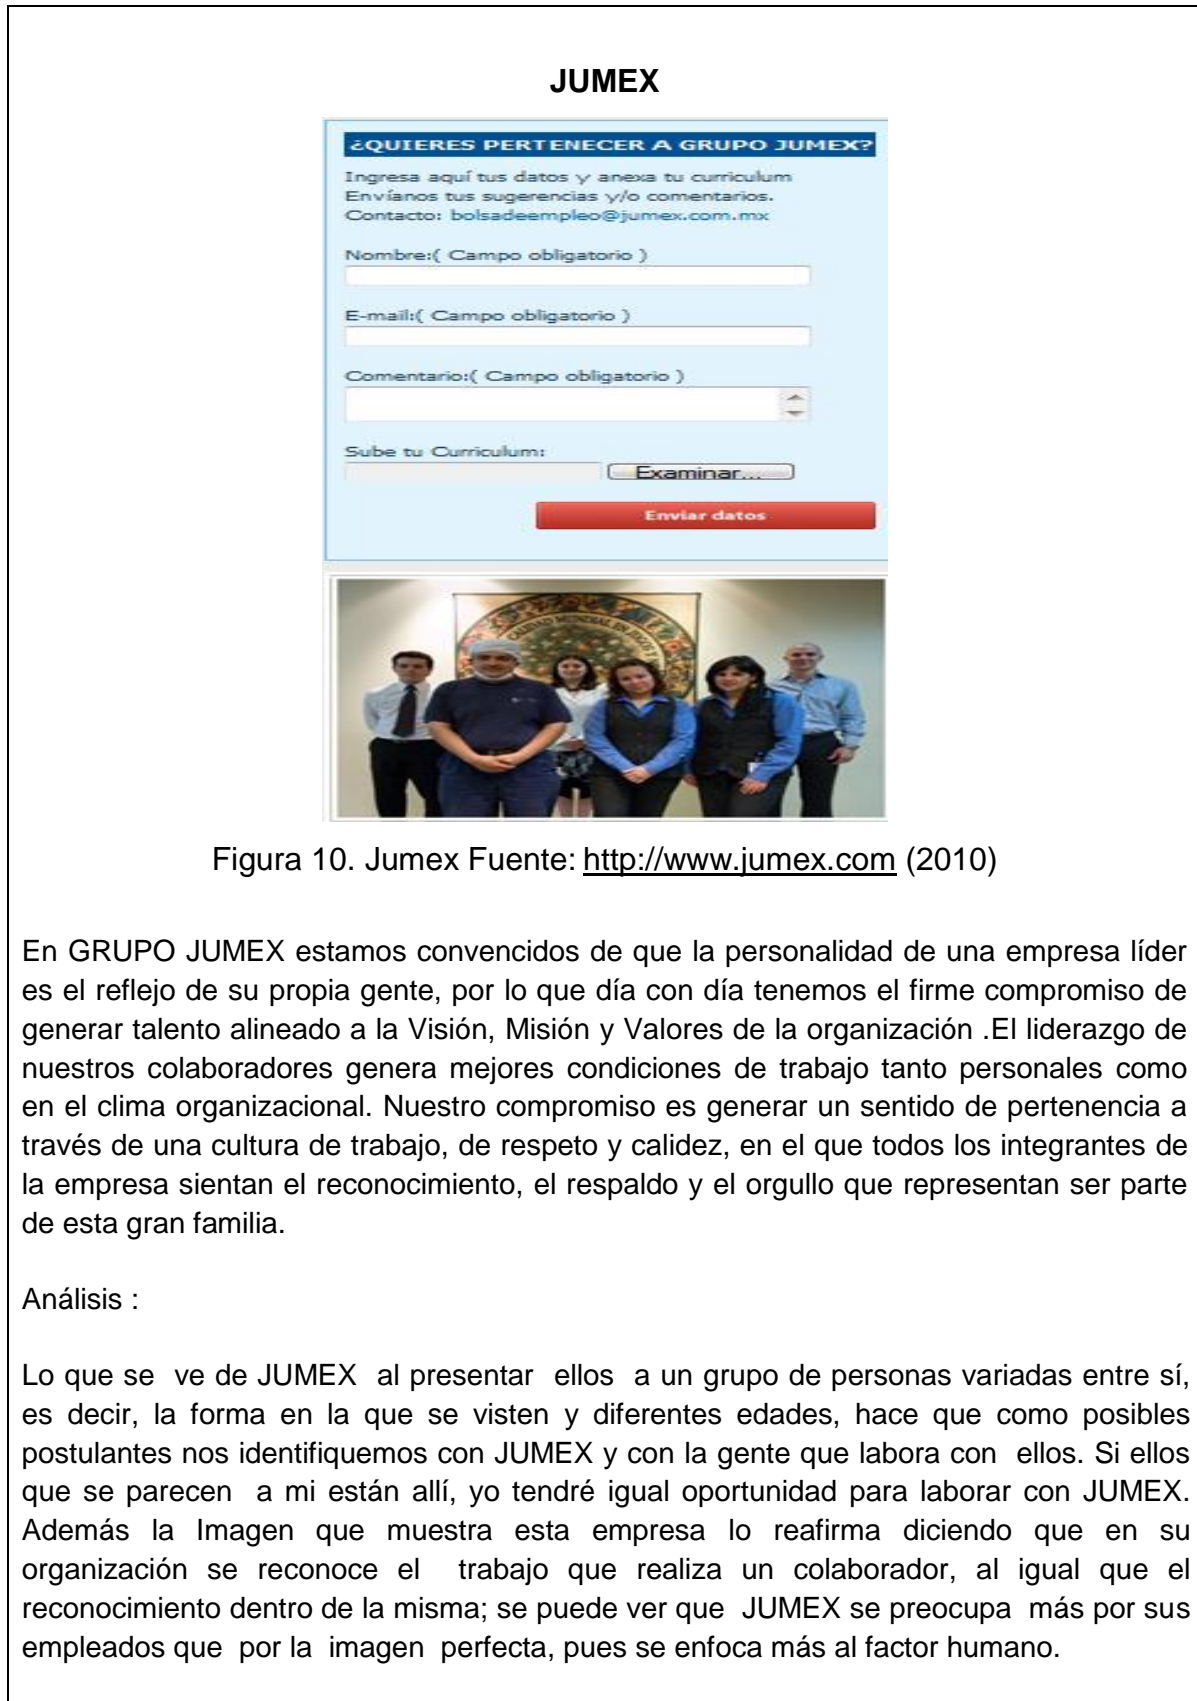 JUMEX
¿QUIERES PERTENECER A GRUPO JUMEX?
Ingresa aquí tus datos y anexa tu curriculum
Envíanos tus sugerencias y/o comentarios.
Contacto: bolsadeempleo@jumex.com.mx
Nombre:( Campo obligatorio )
E-mail:( Campo obligatorio )
Comentario:( Campo obligatorio )
Sube tu Curriculum:
Examinar...
Enviar datos
CALIDAD MUNDIAL EN JUGOS Y
Figura 10. Jumex Fuente: http://www.jumex.com (2010)
En GRUPO JUMEX estamos convencidos de que la personalidad de una empresa líder
es el reflejo de su propia gente, por lo que día con día tenemos el firme compromiso de
generar talento alineado a la Visión, Misión y Valores de la organización .El liderazgo de
nuestros colaboradores genera mejores condiciones de trabajo tanto personales como
en el clima organizacional. Nuestro compromiso es generar un sentido de pertenencia a
través de una cultura de trabajo, de respeto y calidez, en el que todos los integrantes de
la empresa sientan el reconocimiento, el respaldo y el orgullo que representan ser parte
de esta gran familia.
Análisis :
Lo que se ve de JUMEX al presentar ellos a un grupo de personas variadas entre sí,
es decir, la forma en la que se visten y diferentes edades, hace que como posibles
postulantes nos identifiquemos con JUMEX y con la gente que labora con ellos. Si ellos
que se parecen a mi están allí, yo tendré igual oportunidad para laborar con JUMEX.
Además la Imagen que muestra esta empresa lo reafirma diciendo que en su
organización se reconoce el trabajo que realiza un colaborador, al igual que el
reconocimiento dentro de la misma; se puede ver que JUMEX se preocupa más por sus
empleados que por la imagen perfecta, pues se enfoca más al factor humano.